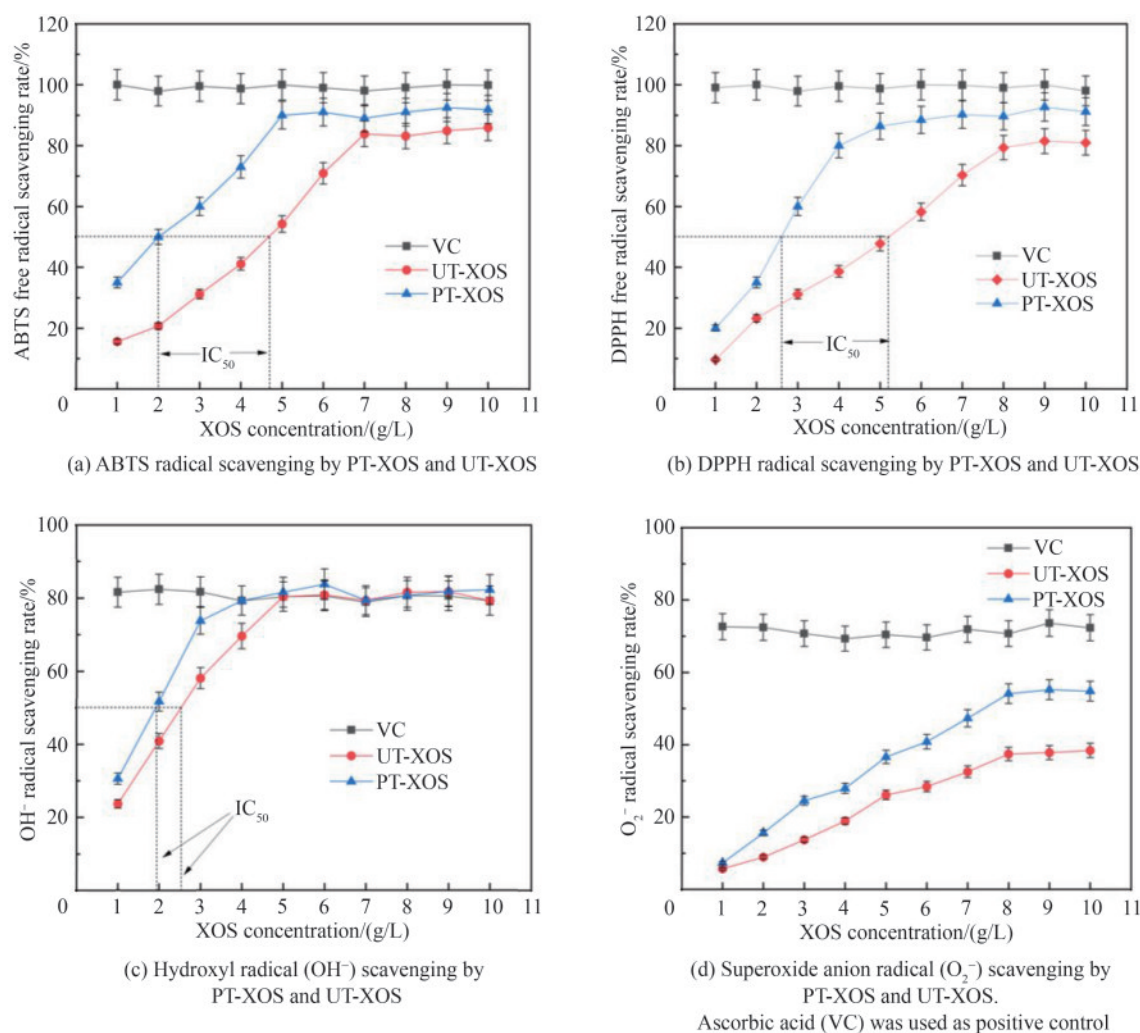 120
100
80
60
40
20
0
ABTS free radical scavenging rate/%
VC
UT-XOS
PT-XOS
IC₅₀
1 2 3 4 5 6 7 8 9 10 11
XOS concentration/(g/L)
(a) ABTS radical scavenging by PT-XOS and UT-XOS
120
100
80
60
40
20
0
DPPH free radical scavenging rate/%
VC
UT-XOS
PT-XOS
IC₅₀
1 2 3 4 5 6 7 8 9 10 11
XOS concentration/(g/L)
(b) DPPH radical scavenging by PT-XOS and UT-XOS
100
80
60
40
20
0
OH⁻ radical scavenging rate/%
VC
UT-XOS
PT-XOS
IC₅₀
1 2 3 4 5 6 7 8 9 10 11
XOS concentration/(g/L)
(c) Hydroxyl radical (OH⁻) scavenging by
PT-XOS and UT-XOS
100
80
60
40
20
0
O₂⁻ radical scavenging rate/%
VC
UT-XOS
PT-XOS
1 2 3 4 5 6 7 8 9 10 11
XOS concentration/(g/L)
(d) Superoxide anion radical (O₂⁻) scavenging by
PT-XOS and UT-XOS.
Ascorbic acid (VC) was used as positive control